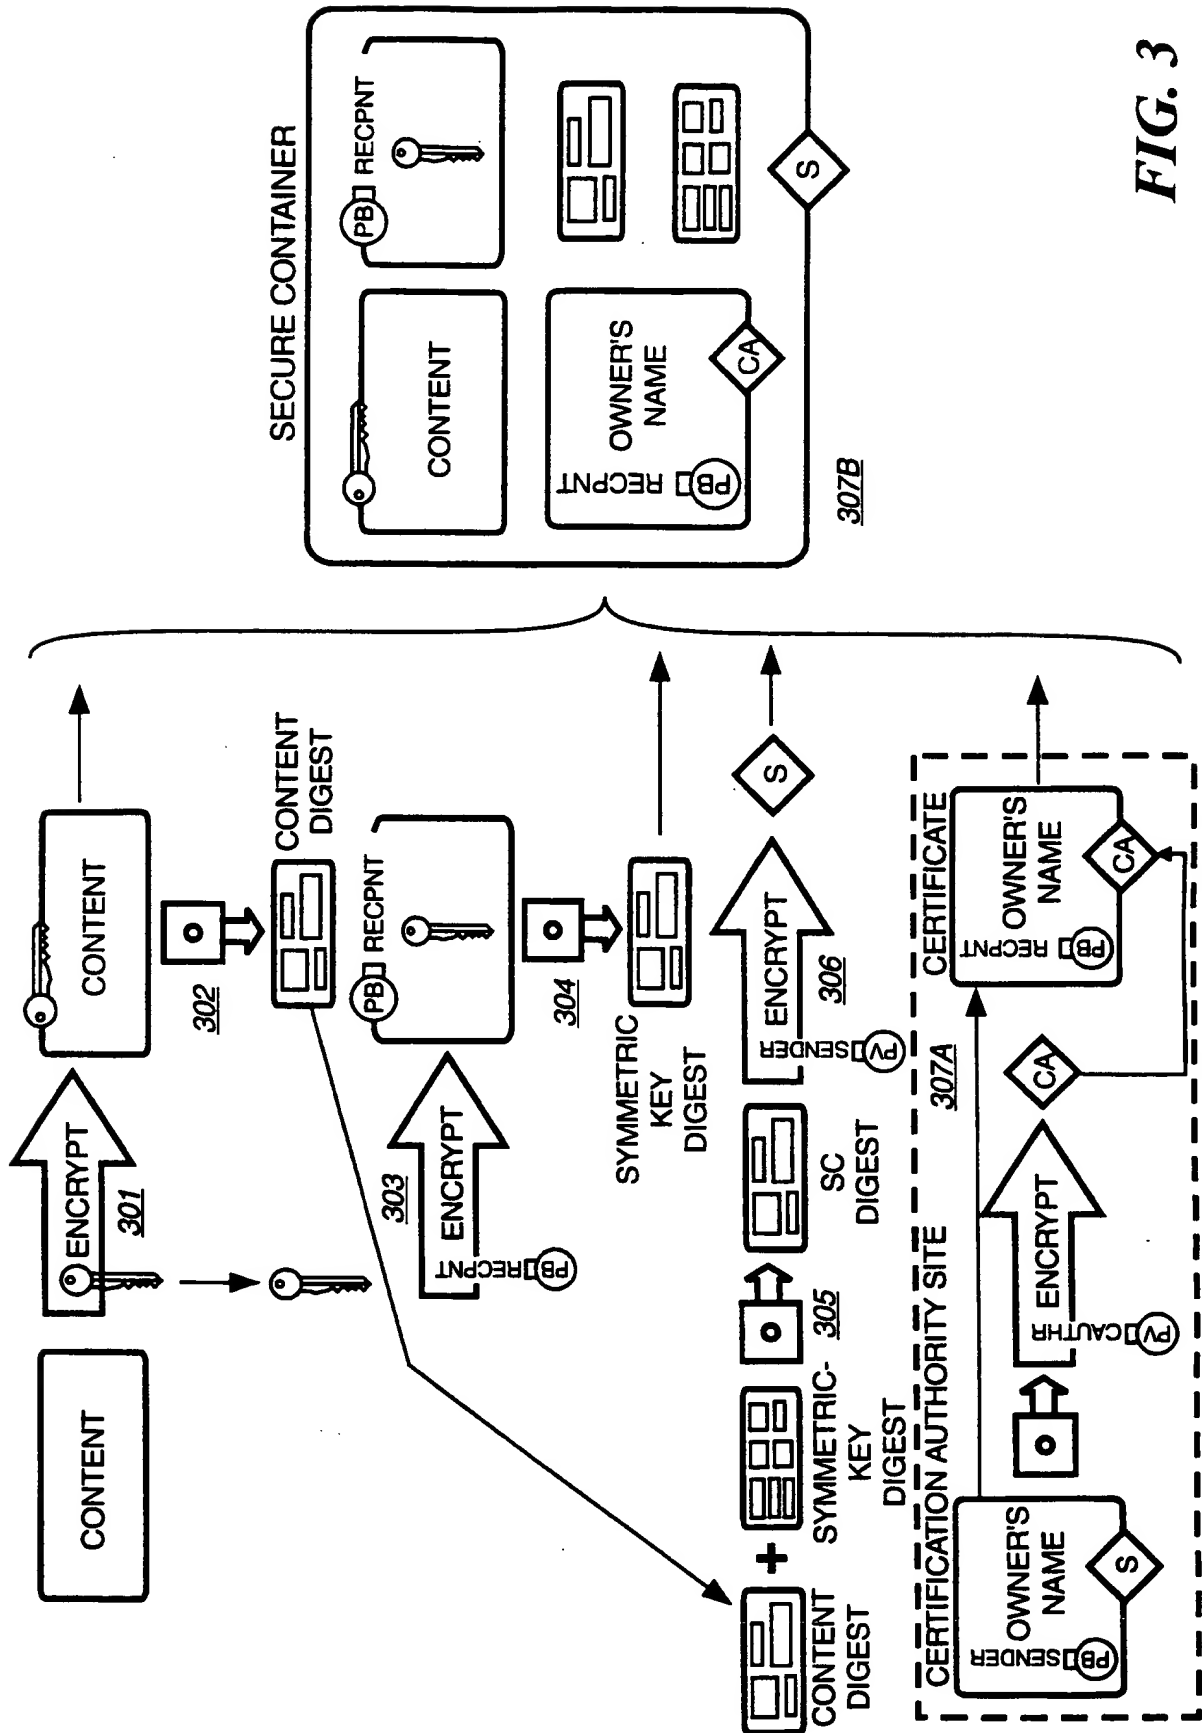 CONTENT
ENCRYPT
301
CONTENT
302
CONTENT
DIGEST
303
ENCRYPT
PB RECPNT
PB RECPNT
304
SYMMETRIC
KEY
DIGEST
CONTENT
DIGEST
+
SYMMETRIC-
KEY
DIGEST
305
SC
DIGEST
ENCRYPT
PV SENDER
306
S
CERTIFICATION AUTHORITY SITE
307A
CERTIFICATE
OWNER'S
NAME
PB SENDER
S
ENCRYPT
PV CAUTHR
CA
OWNER'S
NAME
PB RECPNT
CA
SECURE CONTAINER
CONTENT
PB RECPNT
OWNER'S
NAME
PB RECPNT
CA
S
307B
FIG. 3